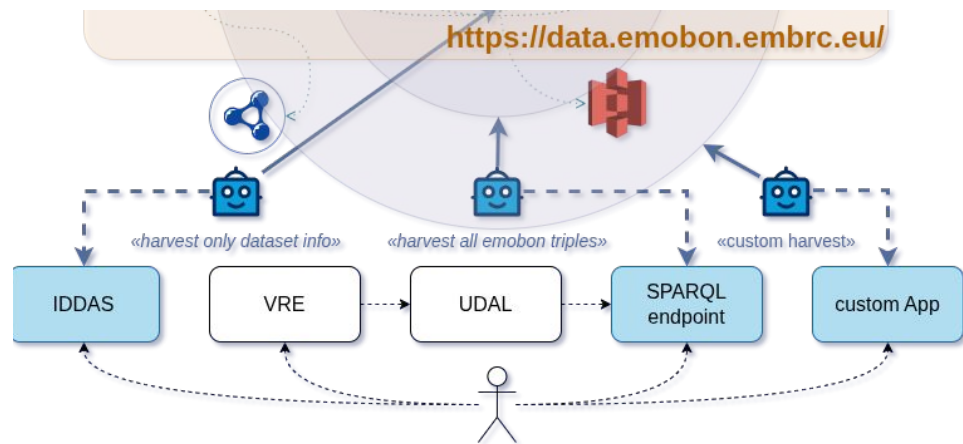 https://data.emobon.embrc.eu/
«harvest only dataset info»
«harvest all emobon triples»
«custom harvest»
IDDAS
VRE
UDAL
SPARQL
endpoint
custom App